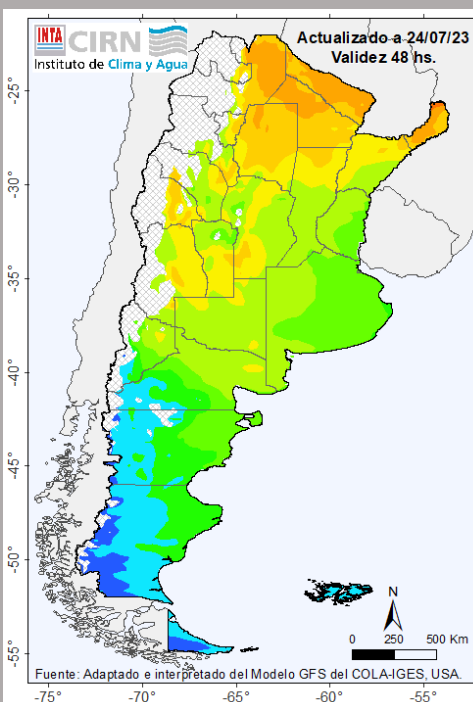 INTA CIRN
Instituto de Clima y Agua
Actualizado a 24/07/23
Validez 48 hs.
-25°
-30°
-35°
-40°
-45°
-50°
-55°
N
0 250 500 Km
Fuente: Adaptado e interpretado del Modelo GFS del COLA-IGES, USA.
-75° -70° -65° -60° -55°